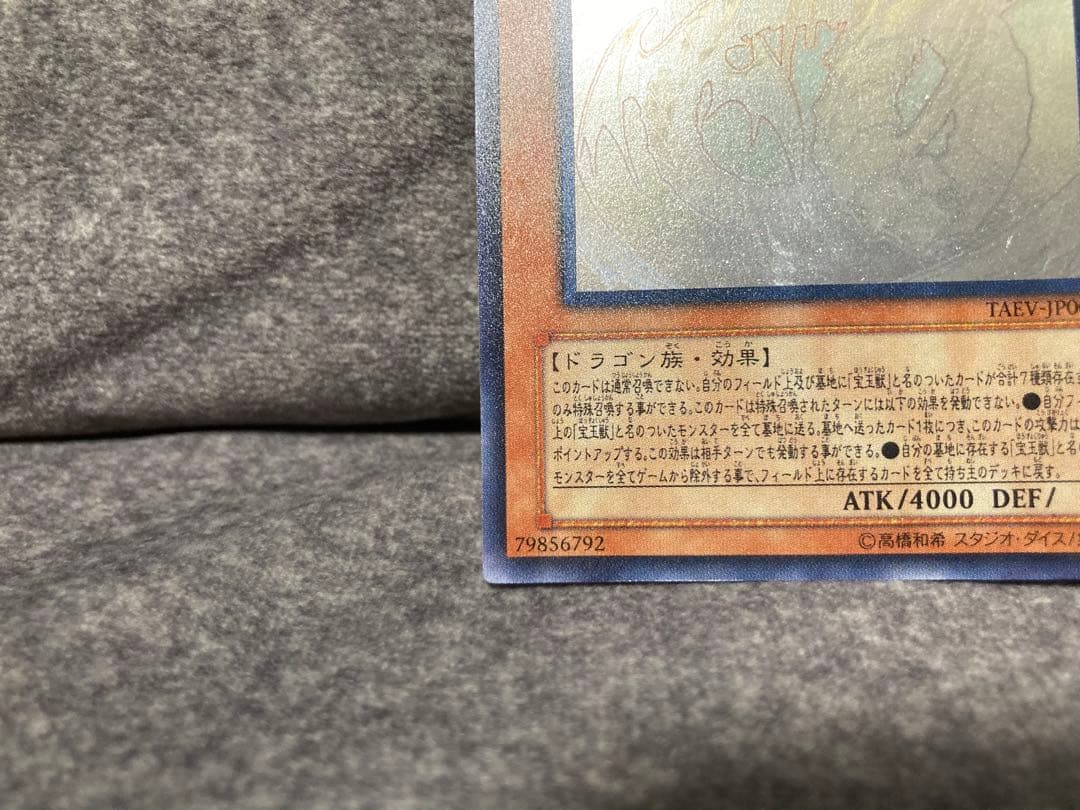 TAEV-JP0
【ドラゴン族・効果】
このカードは通常召喚できない。自分のフィールド上及び墓地に「宝玉獣」と名のついたカードが合計7種類存在す
のみ特殊召喚する事ができる。このカードは特殊召喚されたターンには以下の効果を発動できない。●自分フィ
上の「宝玉獣」と名のついたモンスターを全て墓地に送る。墓地へ送ったカード1枚につき、このカードの攻撃力は
ポイントアップする。この効果は相手ターンでも発動する事ができる。●自分の墓地に存在する「宝玉獣」と名の
モンスターを全てゲームから除外する事で、フィールド上に存在するカードを全て持ち主のデッキに戻す。
ATK/4000 DEF/
79856792
©高橋和希 スタジオ・ダイス/